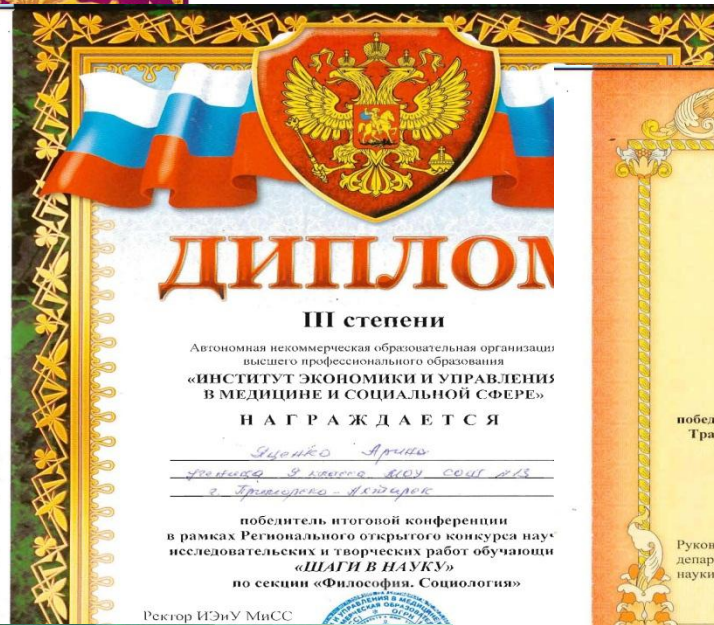 ДИПЛОМ
III степени
Автономная некоммерческая образовательная организация
высшего профессионального образования
«ИНСТИТУТ ЭКОНОМИКИ И УПРАВЛЕНИЯ
В МЕДИЦИНЕ И СОЦИАЛЬНОЙ СФЕРЕ»
НАГРАЖДАЕТСЯ
Яценко Арина
ученица 9 класса МОУ СОШ №13
г. Приморско-Ахтарск
победитель итоговой конференции
в рамках Регионального открытого конкурса науч
исследовательских и творческих работ обучающи
«ШАГИ В НАУКУ»
по секции «Философия. Социология»
Ректор ИЭиУ МиСС
побед
Тра
Руков
депар
науки